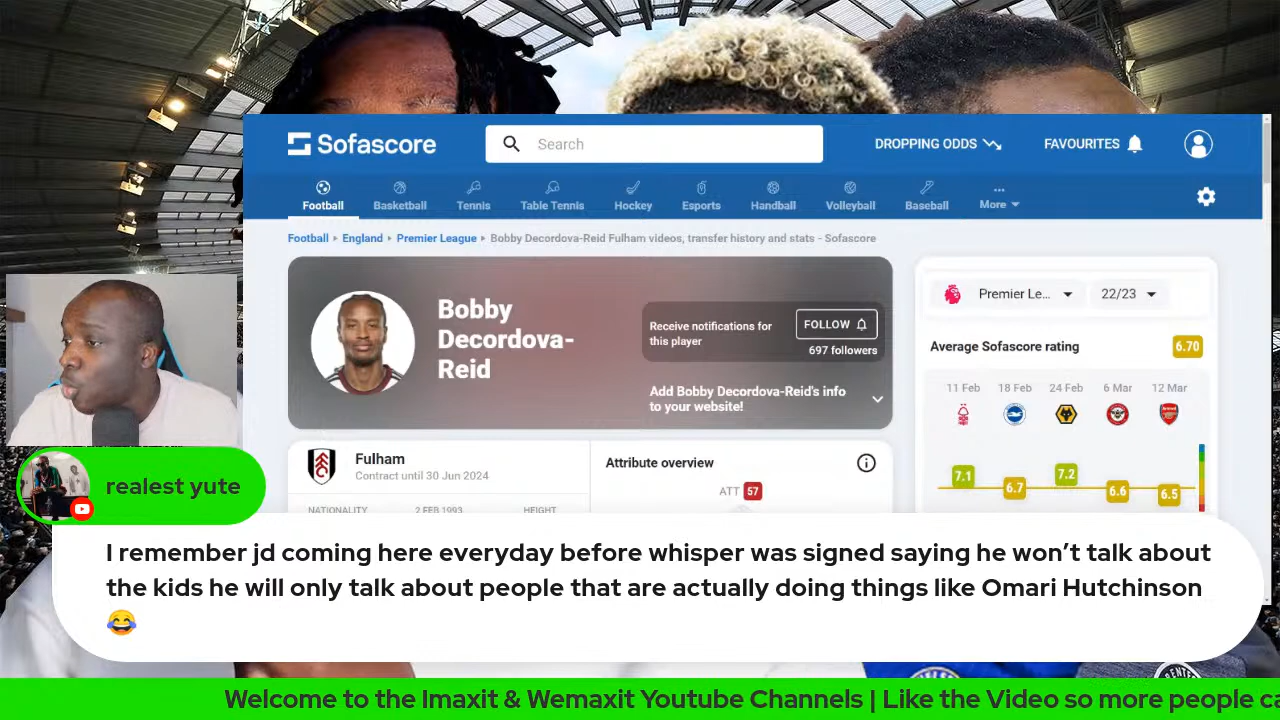 Sofascore
Search
DROPPING ODDS
FAVOURITES
Football
Basketball
Tennis
Table Tennis
Hockey
Esports
Handball
Volleyball
Baseball
More
Football England Premier League Bobby Decordova-Reid Fulham videos, transfer history and stats - Sofascore
Bobby
Decordova-
Reid
Receive notifications for
this player
FOLLOW
697 followers
Add Bobby Decordova-Reid's info
to your website!
Premier Le...
22/23
Average Sofascore rating
6.70
11 Feb 18 Feb 24 Feb 6 Mar 12 Mar
7.1 6.7 7.2 6.6 6.5
Fulham
Contract until 30 Jun 2024
NATIONALITY 2 FEB 1993 HEIGHT
Attribute overview
ATT 57
realest yute
I remember jd coming here everyday before whisper was signed saying he won’t talk about
the kids he will only talk about people that are actually doing things like Omari Hutchinson
😂
Welcome to the Imaxit & Wemaxit Youtube Channels | Like the Video so more people ca